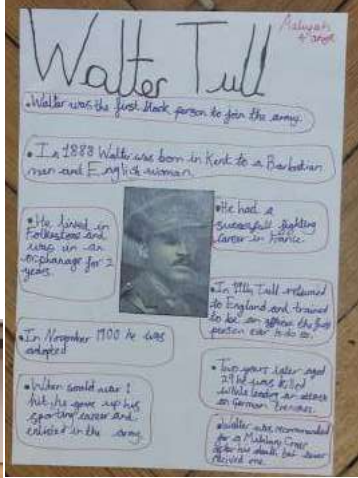 Walter Tull
Aaliyah
• Walter was the first black person to join the army.
• In 1888 Walter was born in Kent to a Barbadian
man and English woman.
• He lived in
Folkestone and
was in an
orphanage for 2
years.
• In November 1900 he was
adopted
• When world war 1
hit he gave up his
sporting career and
enlisted in the army.
• He had a
successfull fighting
career in France.
• In 1916 Tull returned
to England and trained
to be an the first
person ever to do so.
• Two years later aged
29 he was killed
while leading an attack
on German trenches.
• Walter was recommended
for a Military Cross
after his death but never
recived one.